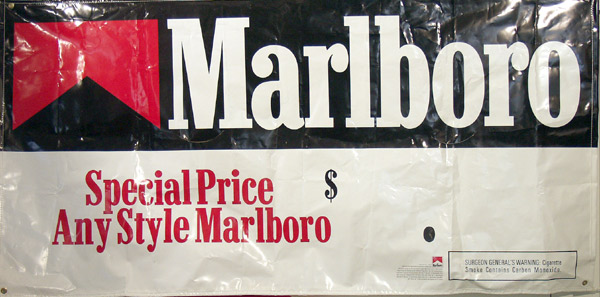 Marlboro
Special Price
Any Style Marlboro
$
.
SURGEON GENERAL'S WARNING: Cigarette
Smoke Contains Carbon Monoxide.